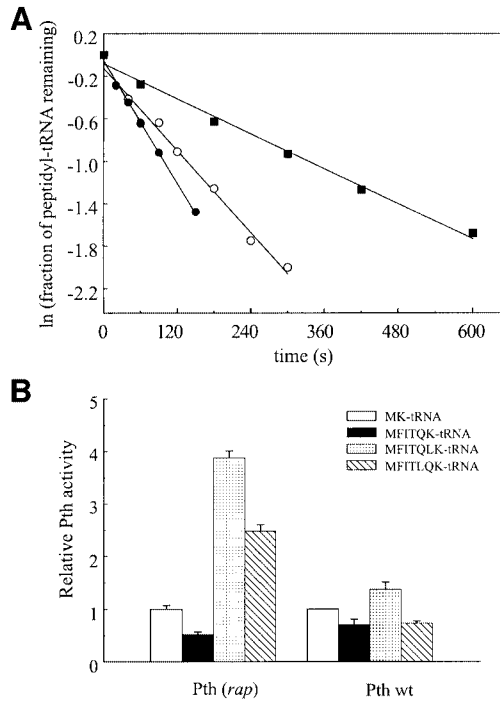 A
ln (fraction of peptidyl-tRNA remaining)
0.2
-0.2
-0.6
-1.0
-1.4
-1.8
-2.2
0 120 240 360 480 600
time (s)
B
Relative Pth activity
5
4
3
2
1
0
MK-tRNA
MFITQK-tRNA
MFITQLK-tRNA
MFITLQK-tRNA
Pth (rap) Pth wt